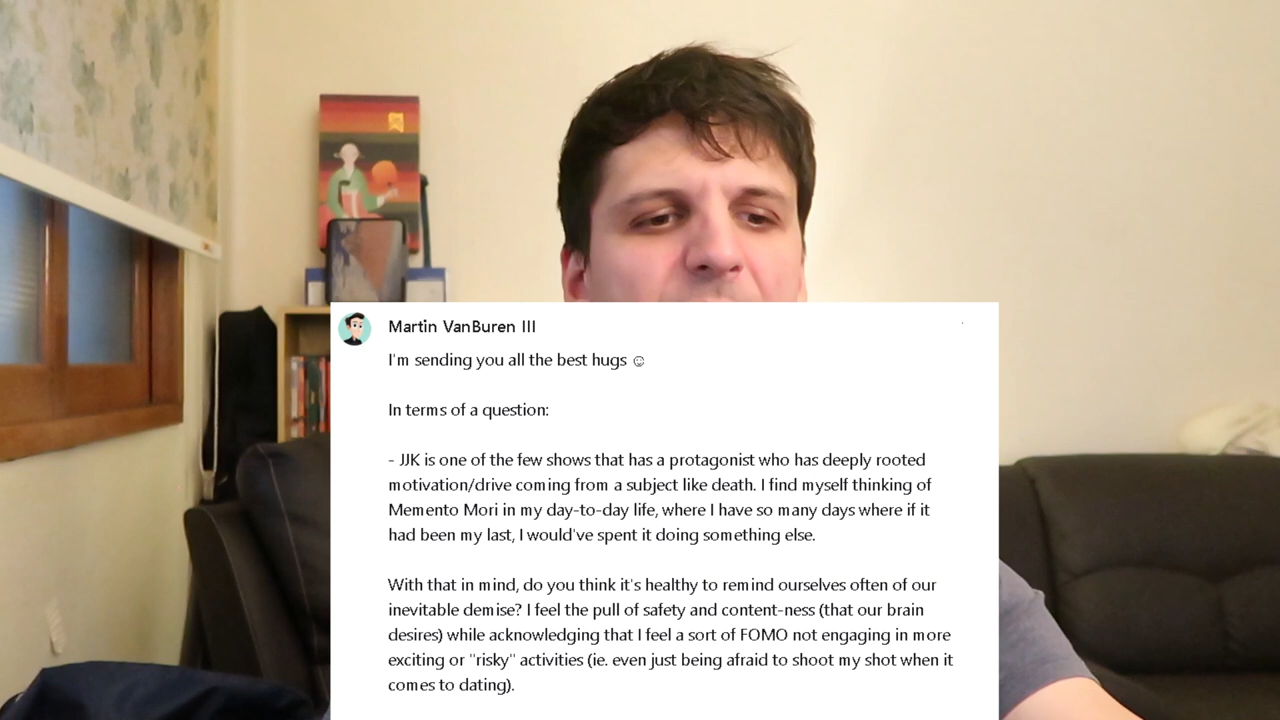 Martin VanBuren III
I'm sending you all the best hugs ☺
In terms of a question:
- JJK is one of the few shows that has a protagonist who has deeply rooted
motivation/drive coming from a subject like death. I find myself thinking of
Memento Mori in my day-to-day life, where I have so many days where if it
had been my last, I would've spent it doing something else.
With that in mind, do you think it's healthy to remind ourselves often of our
inevitable demise? I feel the pull of safety and content-ness (that our brain
desires) while acknowledging that I feel a sort of FOMO not engaging in more
exciting or "risky" activities (ie. even just being afraid to shoot my shot when it
comes to dating).